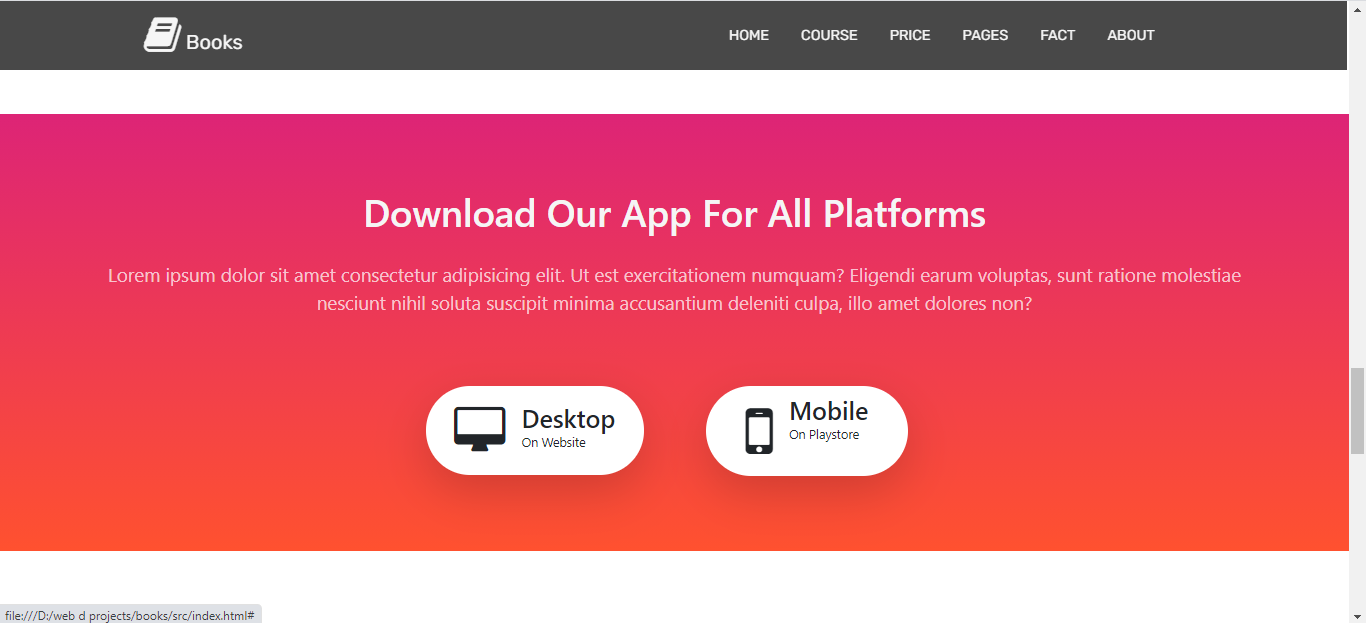 Books
HOME COURSE PRICE PAGES FACT ABOUT
Download Our App For All Platforms
Lorem ipsum dolor sit amet consectetur adipisicing elit. Ut est exercitationem numquam? Eligendi earum voluptas, sunt ratione molestiae
nesciunt nihil soluta suscipit minima accusantium deleniti culpa, illo amet dolores non?
Desktop
On Website
Mobile
On Playstore
file:///D:/web d projects/books/src/index.html#